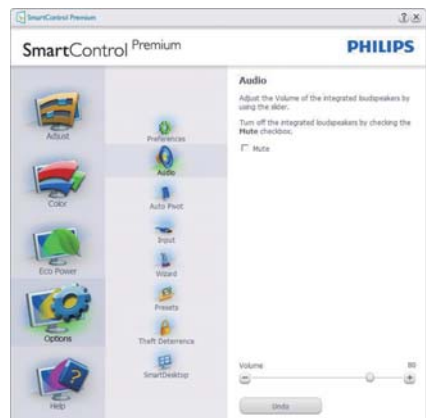 SmartControl Premium
SmartControl Premium
PHILIPS
Adjust
Color
Eco Power
Options
Help
Preferences
Audio
Auto Pivot
Input
Wizard
Presets
Theft Deterrence
SmartDesktop
Audio
Adjust the Volume of the integrated loudspeakers by
using the slider.
Turn off the integrated loudspeakers by checking the
Mute checkbox.
Mute
Volume
80
Undo